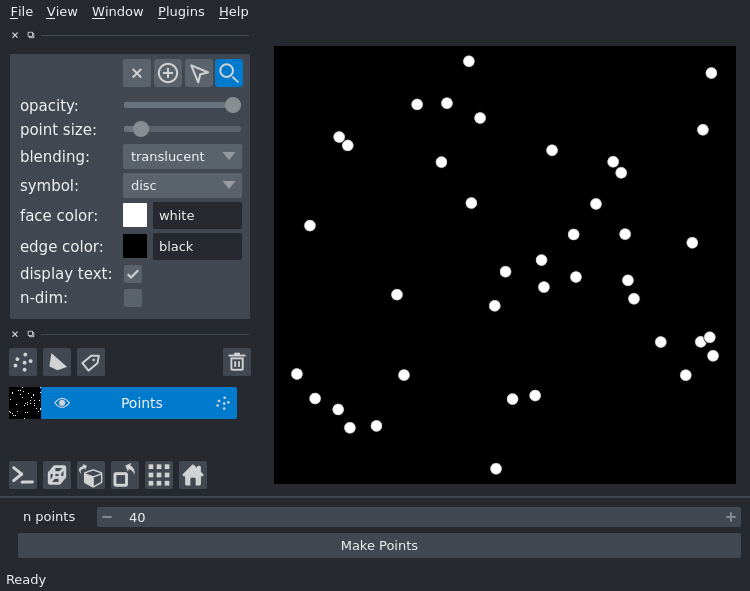 File View Window Plugins Help
opacity:
point size:
blending: translucent
symbol: disc
face color: white
edge color: black
display text:
n-dim:
Points
n points 40
Make Points
Ready